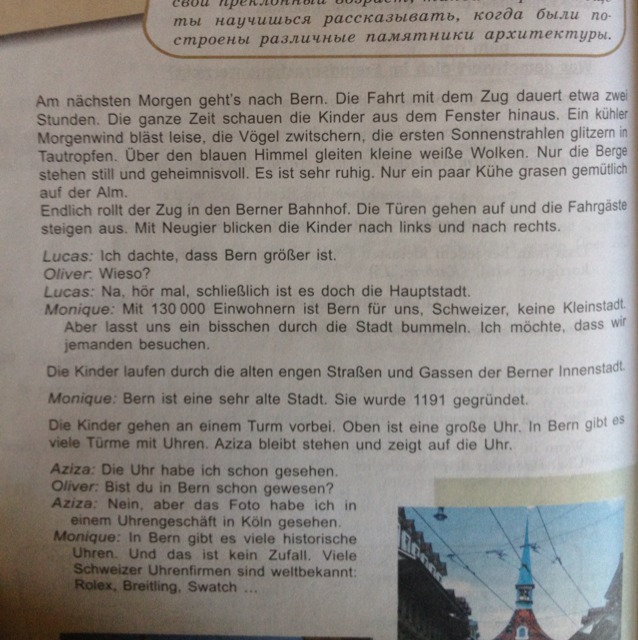 ты научишься рассказывать, когда были по-
строены различные памятники архитектуры.
Am nächsten Morgen geht's nach Bern. Die Fahrt mit dem Zug dauert etwa zwei
Stunden. Die ganze Zeit schauen die Kinder aus dem Fenster hinaus. Ein kühler
Morgenwind bläst leise, die Vögel zwitschern, die ersten Sonnenstrahlen glitzern in
Tautropfen. Über den blauen Himmel gleiten kleine weiße Wolken. Nur die Berge
stehen still und geheimnisvoll. Es ist sehr ruhig. Nur ein paar Kühe grasen gemütlich
auf der Alm.
Endlich rollt der Zug in den Berner Bahnhof. Die Türen gehen auf und die Fahrgäste
steigen aus. Mit Neugier blicken die Kinder nach links und nach rechts.
Lucas: Ich dachte, dass Bern größer ist.
Oliver: Wieso?
Lucas: Na, hör mal, schließlich ist es doch die Hauptstadt.
Monique: Mit 130 000 Einwohnern ist Bern für uns, Schweizer, keine Kleinstadt.
Aber lasst uns ein bisschen durch die Stadt bummeln. Ich möchte, dass wir
jemanden besuchen.
Die Kinder laufen durch die alten engen Straßen und Gassen der Berner Innenstadt.
Monique: Bern ist eine sehr alte Stadt. Sie wurde 1191 gegründet.
Die Kinder gehen an einem Turm vorbei. Oben ist eine große Uhr. In Bern gibt es
viele Türme mit Uhren. Aziza bleibt stehen und zeigt auf die Uhr.
Aziza: Die Uhr habe ich schon gesehen.
Oliver: Bist du in Bern schon gewesen?
Aziza: Nein, aber das Foto habe ich in
einem Uhrengeschäft in Köln gesehen.
Monique: In Bern gibt es viele historische
Uhren. Und das ist kein Zufall. Viele
Schweizer Uhrenfirmen sind weltbekannt:
Rolex, Breitling, Swatch ...